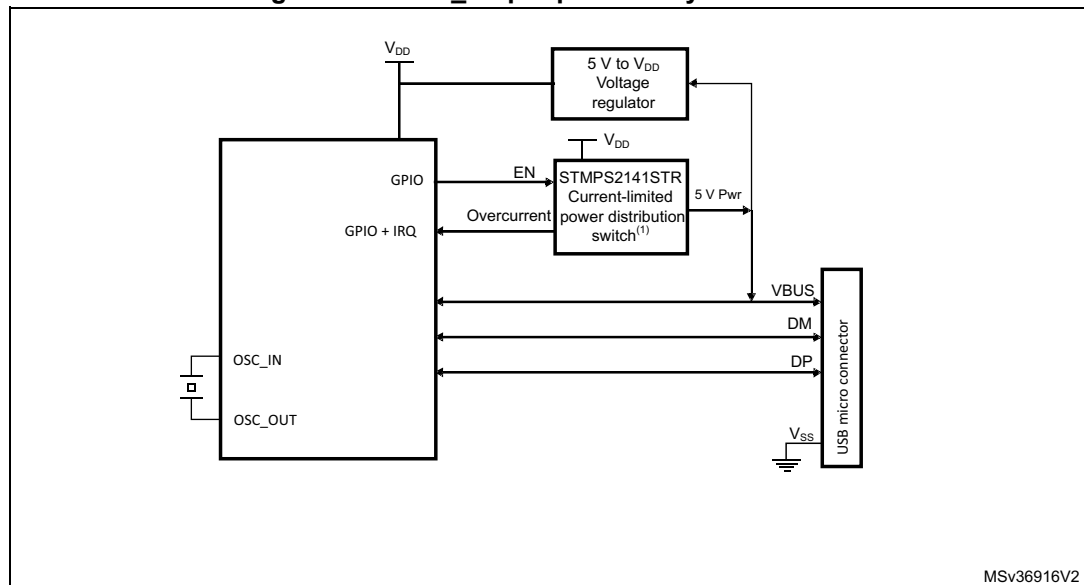 V_DD
5 V to V_DD
Voltage
regulator
V_DD
GPIO
EN
STMPS2141STR
Current-limited
power distribution
switch(1)
5 V Pwr
Overcurrent
GPIO + IRQ
VBUS
DM
DP
OSC_IN
OSC_OUT
V_SS
USB micro connector
MSv36916V2